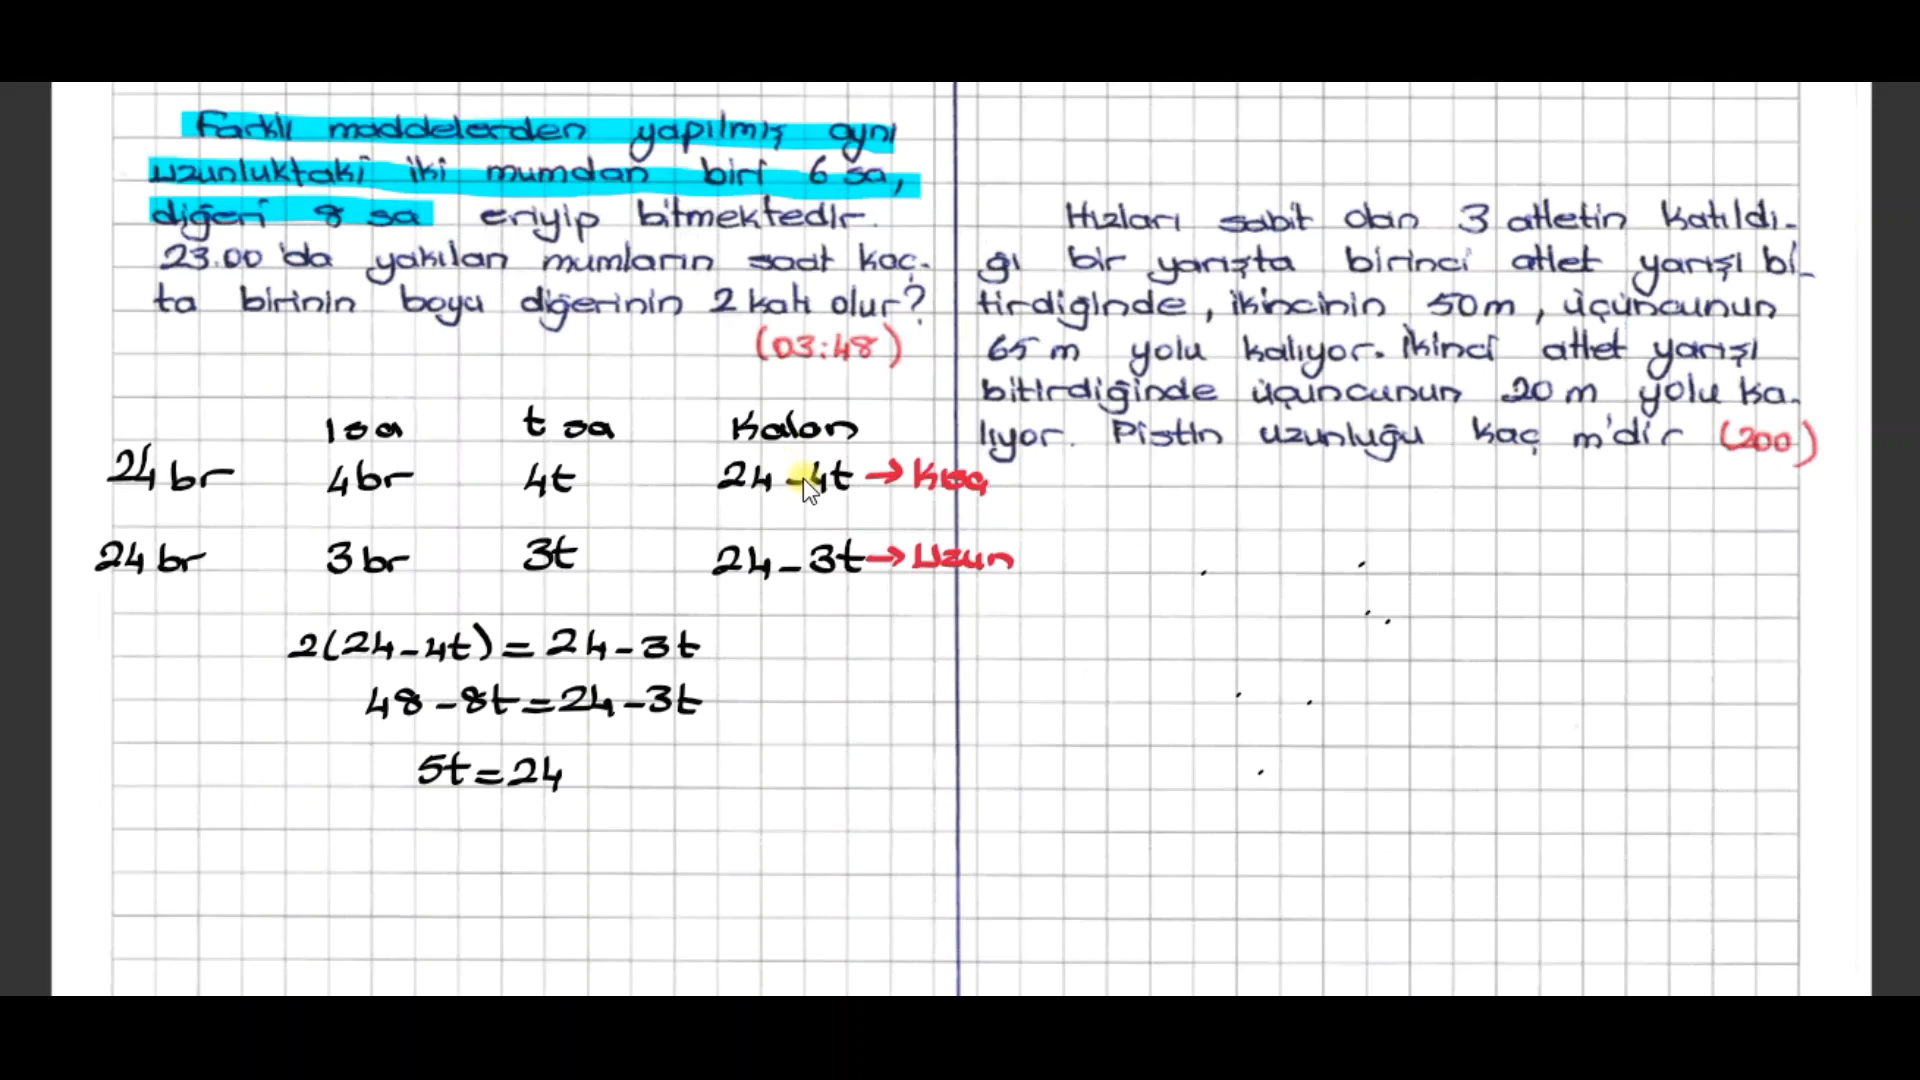 Farklı maddelerden yapılmış aynı
uzunluktaki iki mumdan biri 6 sa,
diğeri 8 sa eriyip bitmektedir.
23.00'da yakılan mumların saat kaç-
ta birinin boyu diğerinin 2 katı olur?
(03:48)
1 sa t sa Kalan
24 br 4 br 4t 24-4t → Kısa
24 br 3 br 3t 24-3t → Uzun
2(24-4t)=24-3t
48-8t=24-3t
5t=24
Hızları sabit olan 3 atletin katıldı-
ğı bir yarışta birinci atlet yarışı bi-
tirdiğinde, ikincinin 50m, üçüncünün
65 m yolu kalıyor. İkinci atlet yarışı
bitirdiğinde üçüncünün 20 m yolu ka-
lıyor. Pistin uzunluğu kaç m'dir (200)